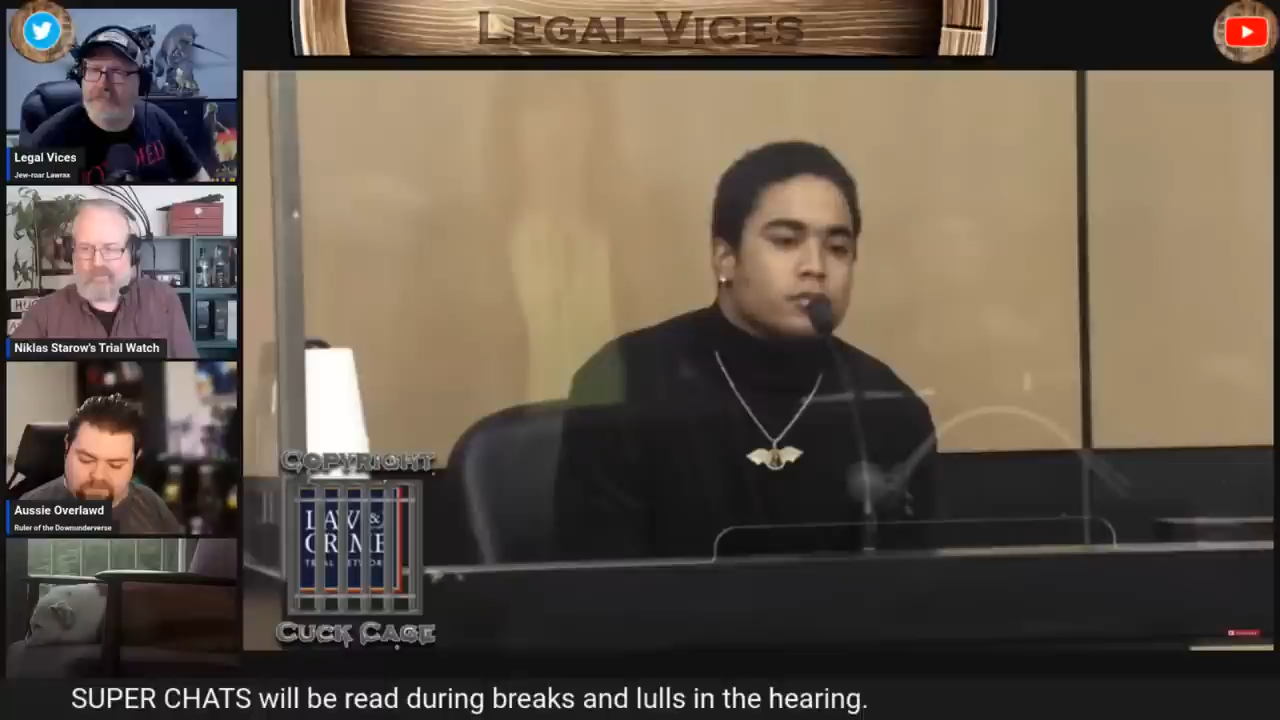 LEGAL VICES
Legal Vices
Jew-roar Lawrax
Niklas Starow's Trial Watch
Aussie Overlawd
Ruler of the Downunderverse
COPYRIGHT
LAW &
CRIME
CUCK CAGE
SUPER CHATS will be read during breaks and lulls in the hearing.